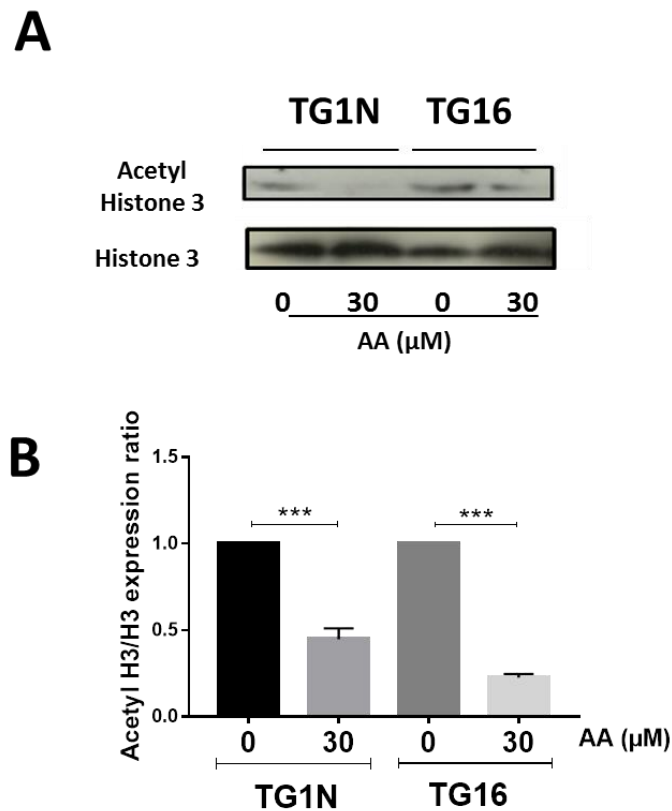 A
TG1N TG16
Acetyl
Histone 3
Histone 3
0 30 0 30
AA (µM)
B
Acetyl H3/H3 expression ratio
1.5
1.0
0.5
0.0
*** ***
0 30 0 30 AA (µM)
TG1N TG16